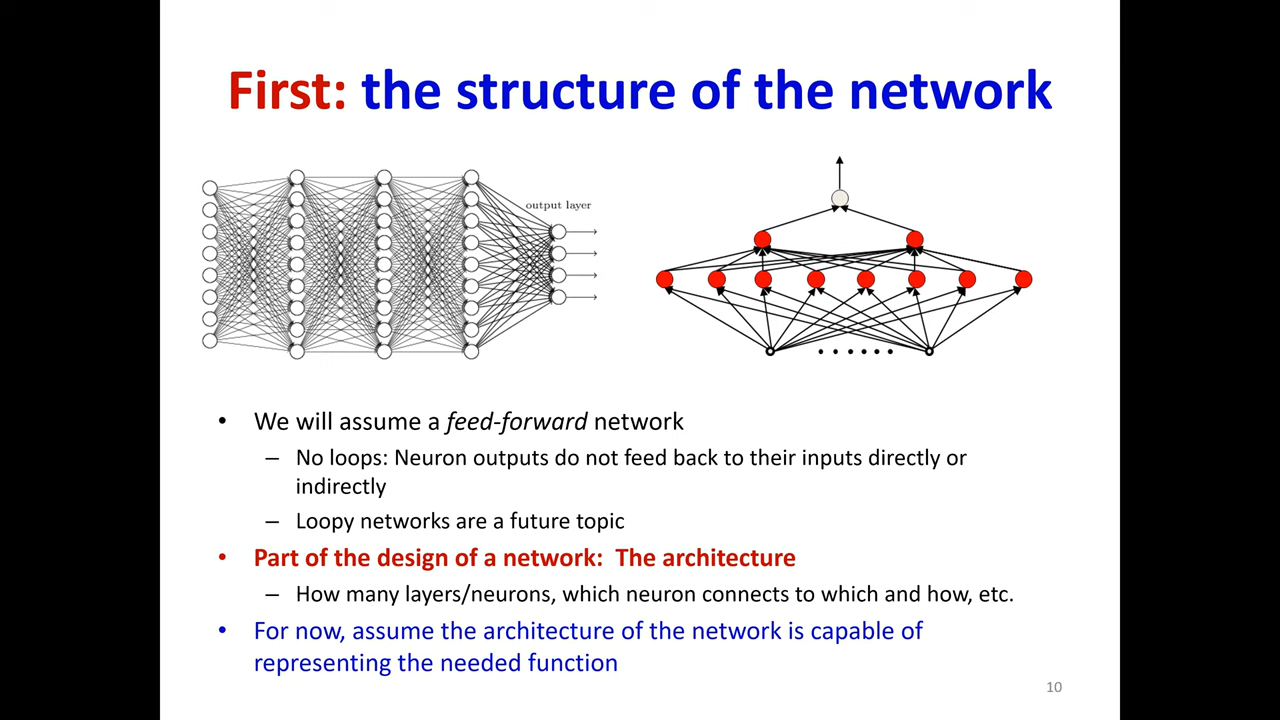 First: the structure of the network
output layer
• We will assume a feed-forward network
– No loops: Neuron outputs do not feed back to their inputs directly or
indirectly
– Loopy networks are a future topic
• Part of the design of a network: The architecture
– How many layers/neurons, which neuron connects to which and how, etc.
• For now, assume the architecture of the network is capable of
representing the needed function
10